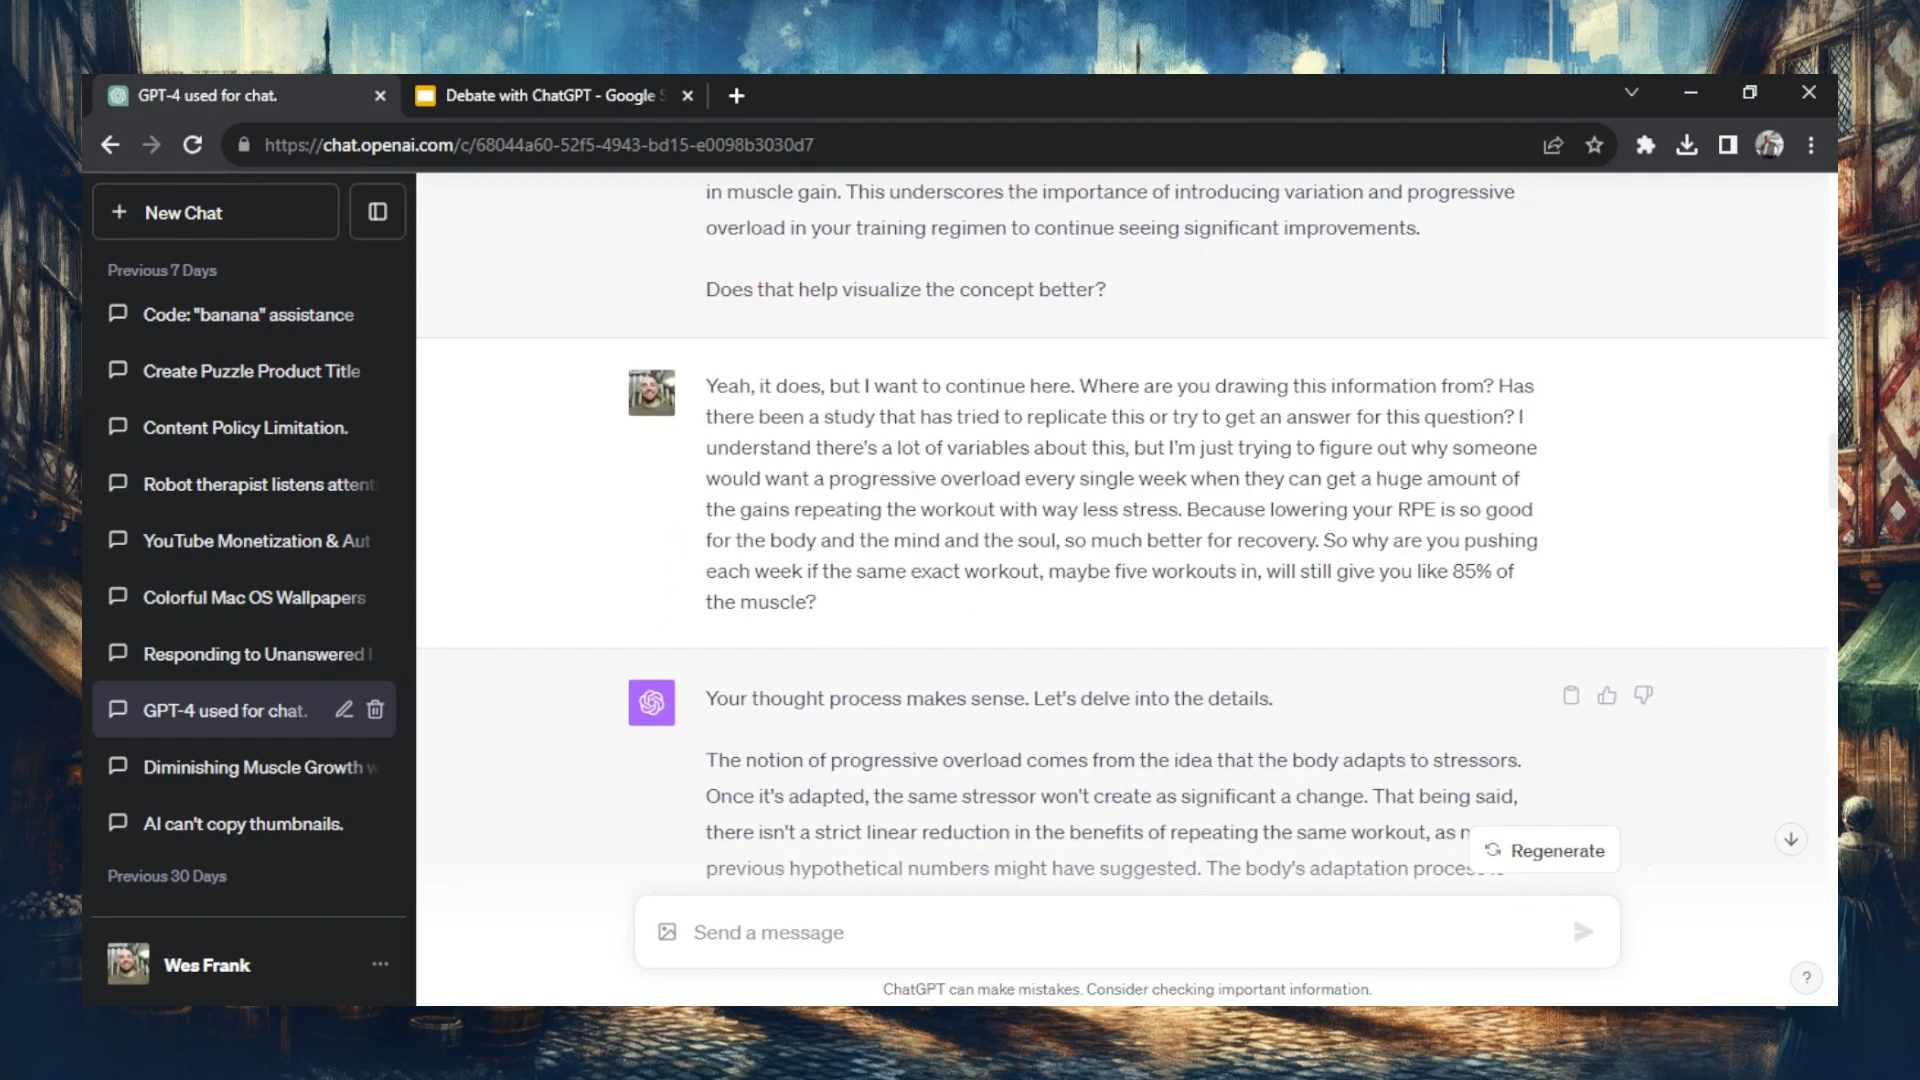 GPT-4 used for chat.
Debate with ChatGPT - Google
https://chat.openai.com/c/68044a60-52f5-4943-bd15-e0098b3030d7
New Chat
Previous 7 Days
Code: "banana" assistance
Create Puzzle Product Title
Content Policy Limitation.
Robot therapist listens attent
YouTube Monetization & Aut
Colorful Mac OS Wallpapers
Responding to Unanswered
GPT-4 used for chat.
Diminishing Muscle Growth w
AI can't copy thumbnails.
Previous 30 Days
Wes Frank
in muscle gain. This underscores the importance of introducing variation and progressive
overload in your training regimen to continue seeing significant improvements.
Does that help visualize the concept better?
Yeah, it does, but I want to continue here. Where are you drawing this information from? Has
there been a study that has tried to replicate this or try to get an answer for this question? I
understand there's a lot of variables about this, but I'm just trying to figure out why someone
would want a progressive overload every single week when they can get a huge amount of
the gains repeating the workout with way less stress. Because lowering your RPE is so good
for the body and the mind and the soul, so much better for recovery. So why are you pushing
each week if the same exact workout, maybe five workouts in, will still give you like 85% of
the muscle?
Your thought process makes sense. Let's delve into the details.
The notion of progressive overload comes from the idea that the body adapts to stressors.
Once it's adapted, the same stressor won't create as significant a change. That being said,
there isn't a strict linear reduction in the benefits of repeating the same workout, as
previous hypothetical numbers might have suggested. The body's adaptation
Regenerate
Send a message
ChatGPT can make mistakes. Consider checking important information.
?